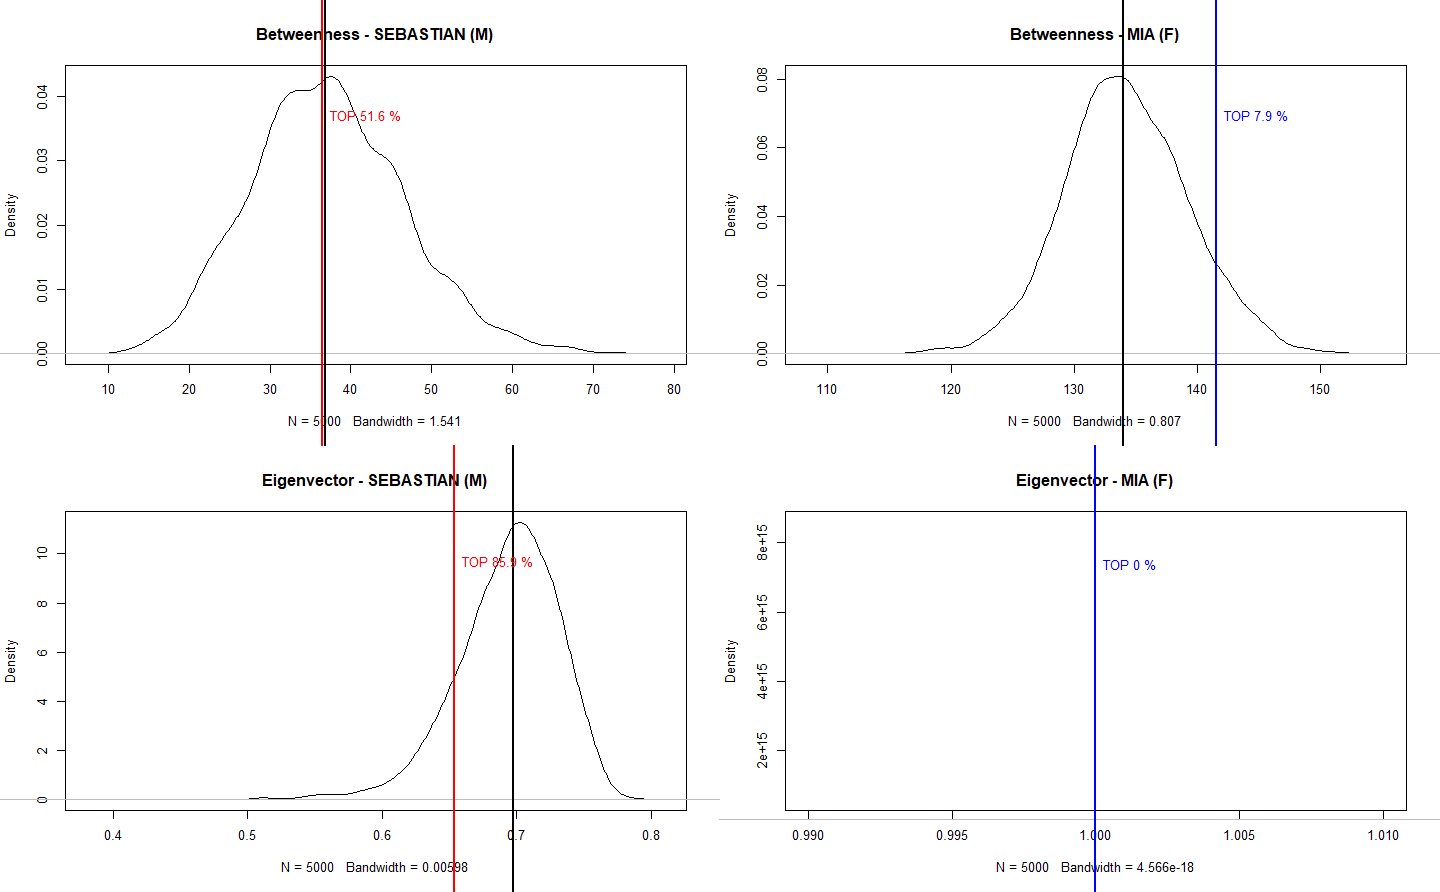 Betweenness - SEBASTIAN (M)
Density
0.00 0.01 0.02 0.03 0.04
TOP 51.6 %
10 20 30 40 50 60 70 80
N = 5000 Bandwidth = 1.541
Betweenness - MIA (F)
Density
0.00 0.02 0.04 0.06 0.08
TOP 7.9 %
110 120 130 140 150
N = 5000 Bandwidth = 0.807
Eigenvector - SEBASTIAN (M)
Density
0 2 4 6 8 10
TOP 85.9 %
0.4 0.5 0.6 0.7 0.8
N = 5000 Bandwidth = 0.00598
Eigenvector - MIA (F)
Density
2e+15 4e+15 6e+15 8e+15
TOP 0 %
0.990 0.995 1.000 1.005 1.010
N = 5000 Bandwidth = 4.566e-18